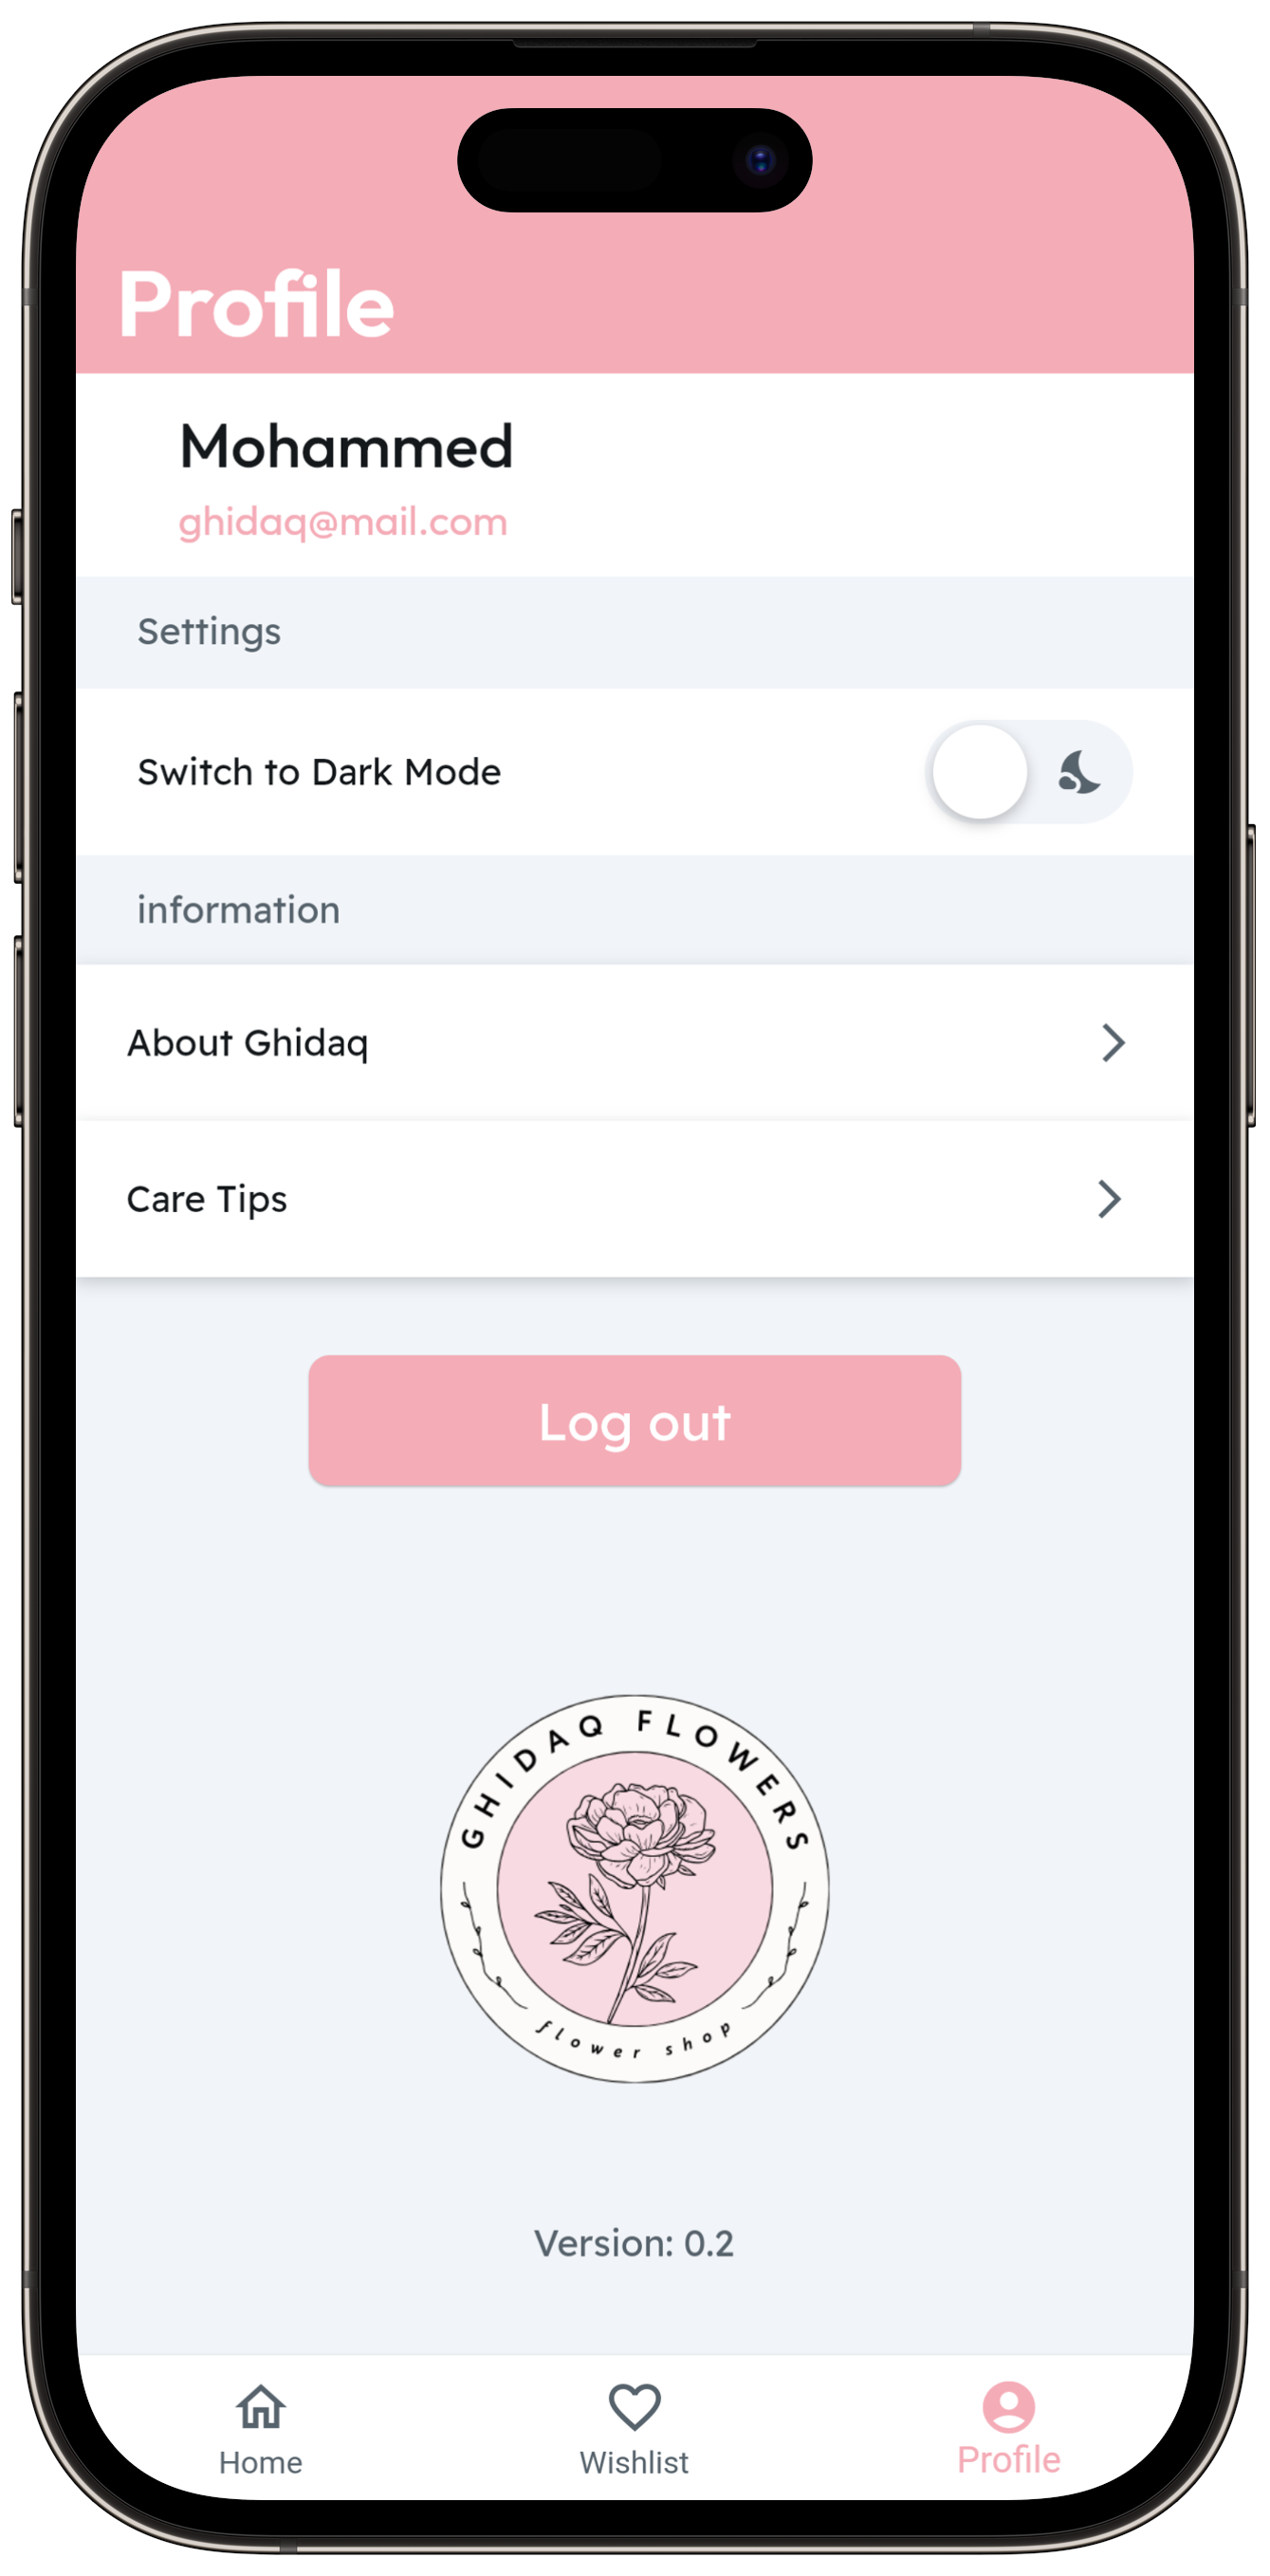 Profile
Mohammed
ghidaq@mail.com
Settings
Switch to Dark Mode
information
About Ghidaq
Care Tips
Log out
GHIDAQ FLOWERS
flower shop
Version: 0.2
Home
Wishlist
Profile